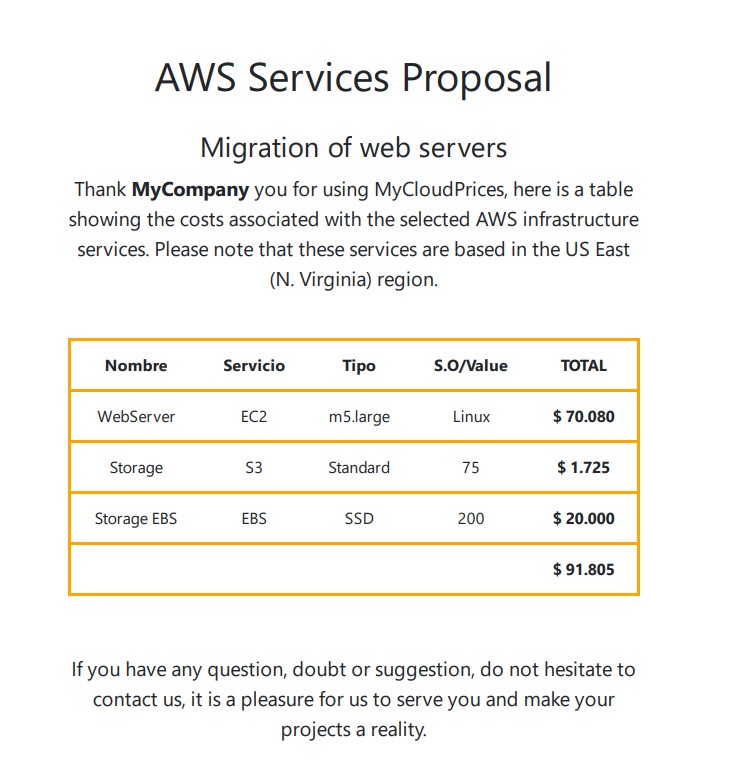 AWS Services Proposal
Migration of web servers
Thank MyCompany you for using MyCloudPrices, here is a table
showing the costs associated with the selected AWS infrastructure
services. Please note that these services are based in the US East
(N. Virginia) region.
Nombre Servicio Tipo S.O/Value TOTAL
WebServer EC2 m5.large Linux $ 70.080
Storage S3 Standard 75 $ 1.725
Storage EBS EBS SSD 200 $ 20.000
$ 91.805
If you have any question, doubt or suggestion, do not hesitate to
contact us, it is a pleasure for us to serve you and make your
projects a reality.